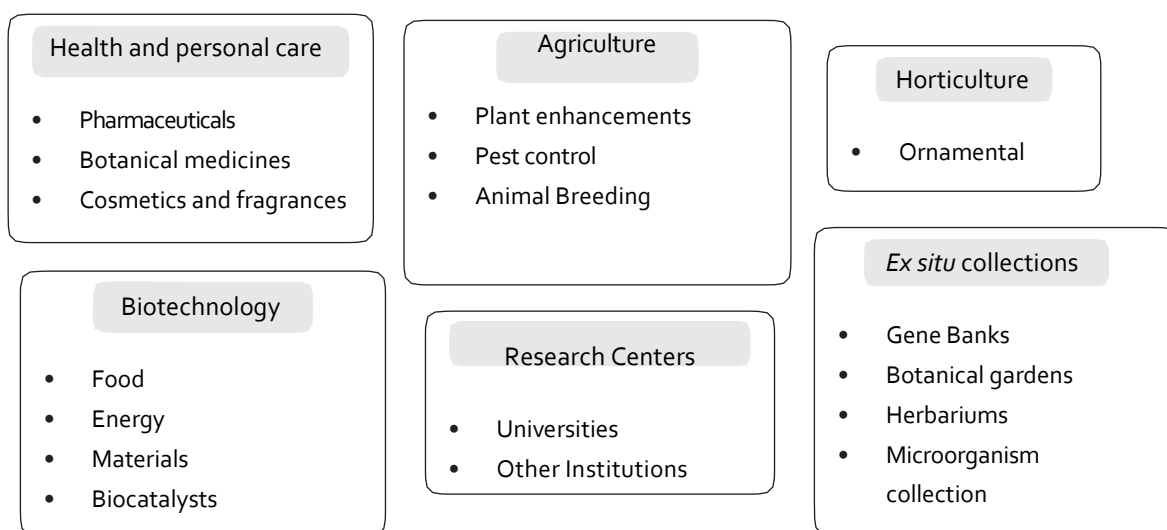 Health and personal care
• Pharmaceuticals
• Botanical medicines
• Cosmetics and fragrances
Agriculture
• Plant enhancements
• Pest control
• Animal Breeding
Horticulture
• Ornamental
Biotechnology
• Food
• Energy
• Materials
• Biocatalysts
Research Centers
• Universities
• Other Institutions
Ex situ collections
• Gene Banks
• Botanical gardens
• Herbariums
• Microorganism
collection